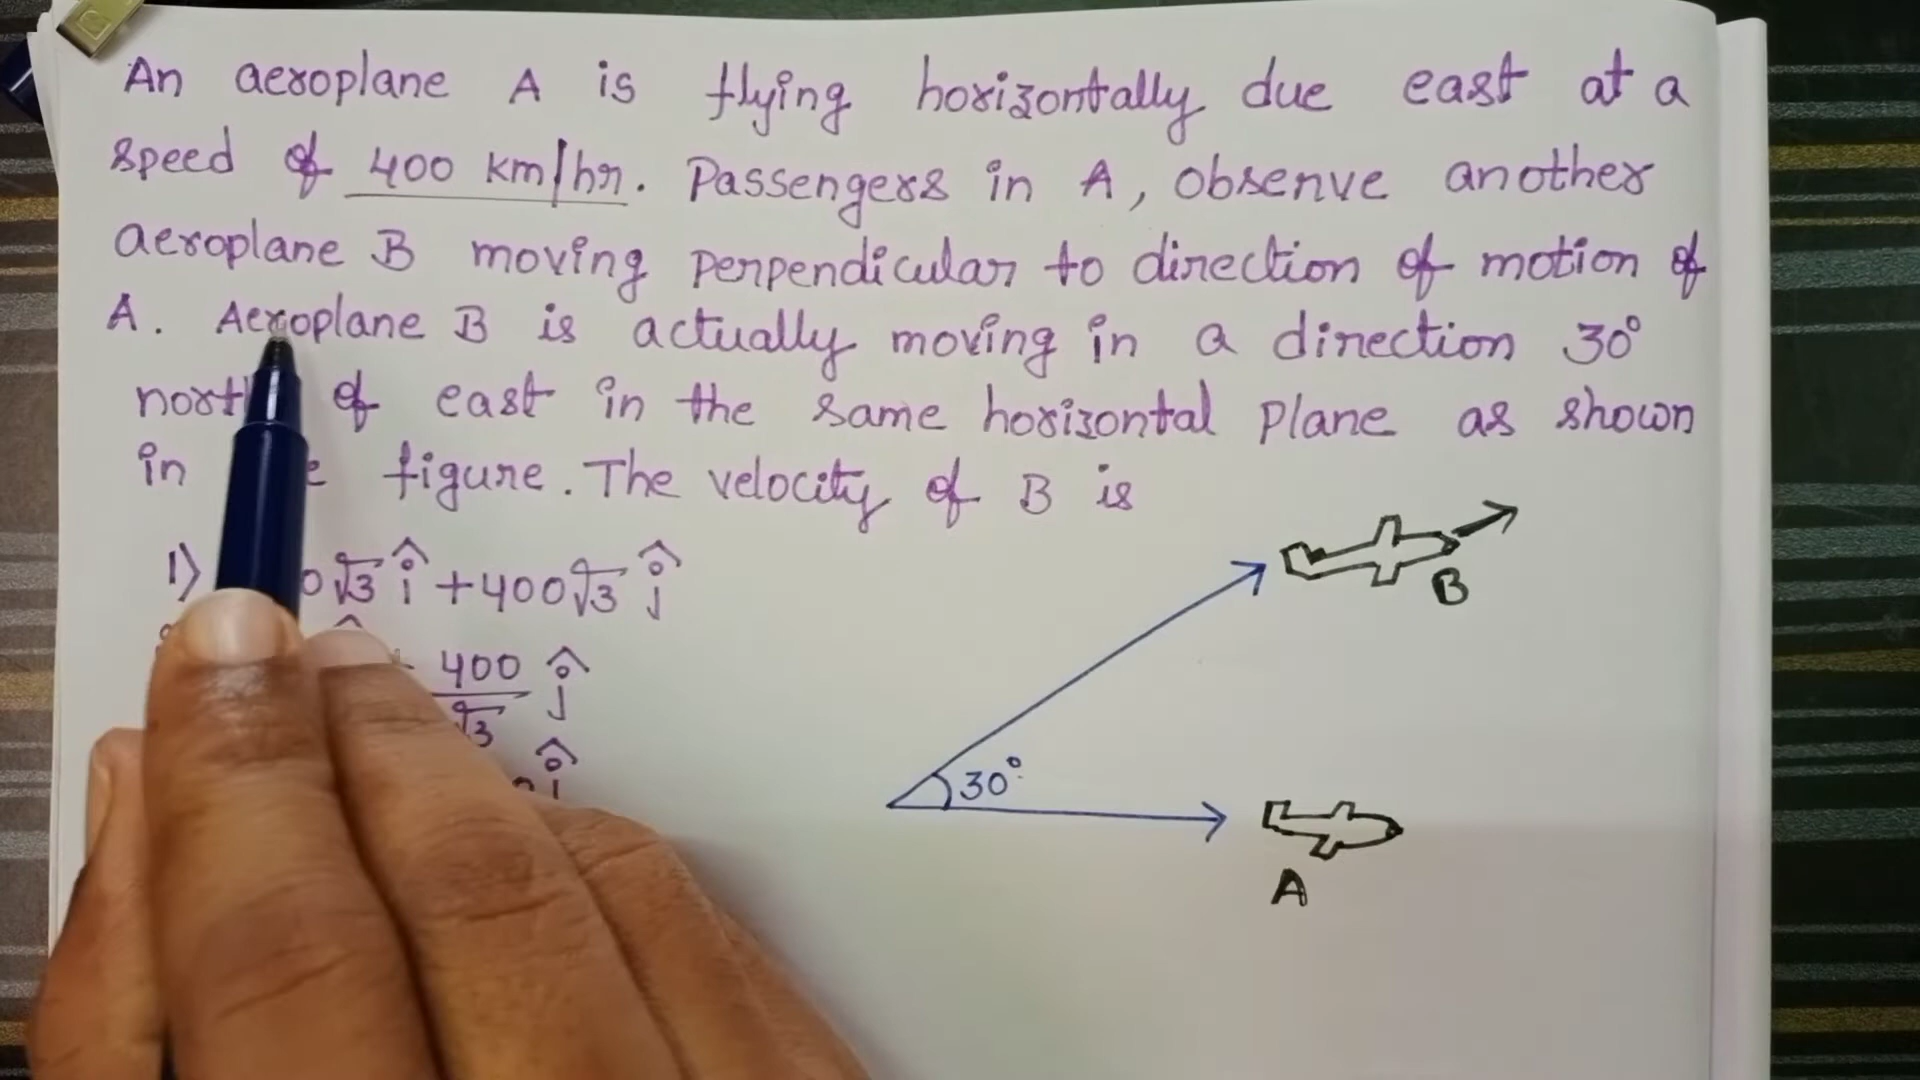 An aeroplane A is flying horizontally due east at a
speed of 400 km/hr. Passengers in A, observe another
aeroplane B moving perpendicular to direction of motion of
A. Aeroplane B is actually moving in a direction 30°
of east in the same horizontal plane as shown
in figure. The velocity of B is
1) √3 î + 400√3 ĵ
400/√3 ĵ
ĵ
30°
B
A